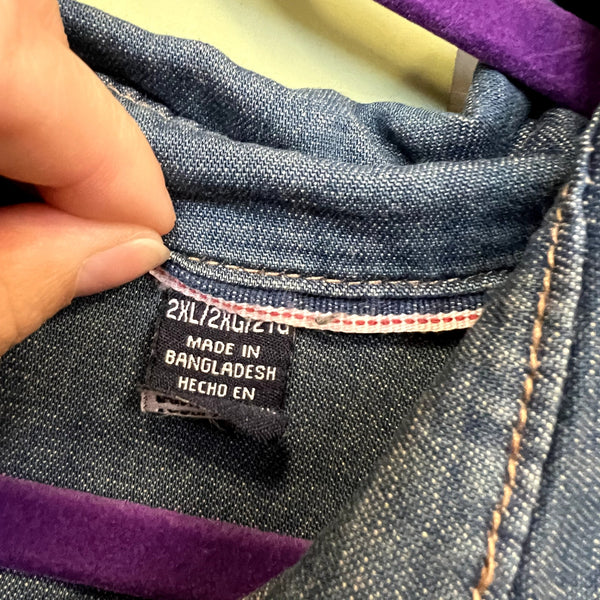 2XL/2XG/2TG
MADE IN
BANGLADESH
HECHO EN